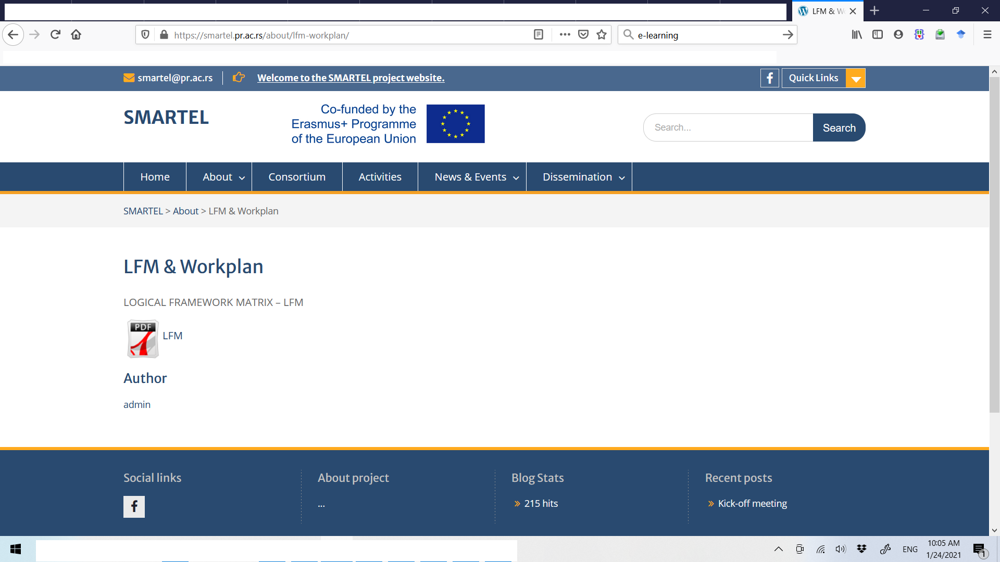 LFM & W
https://smartel.pr.ac.rs/about/lfm-workplan/
e-learning
smartel@pr.ac.rs
Welcome to the SMARTEL project website.
Quick Links
SMARTEL
Co-funded by the
Erasmus+ Programme
of the European Union
Search...
Search
Home
About
Consortium
Activities
News & Events
Dissemination
SMARTEL > About > LFM & Workplan
LFM & Workplan
LOGICAL FRAMEWORK MATRIX – LFM
PDF
LFM
Author
admin
Social links
About project
...
Blog Stats
215 hits
Recent posts
Kick-off meeting
ENG
10:05 AM
1/24/2021
1